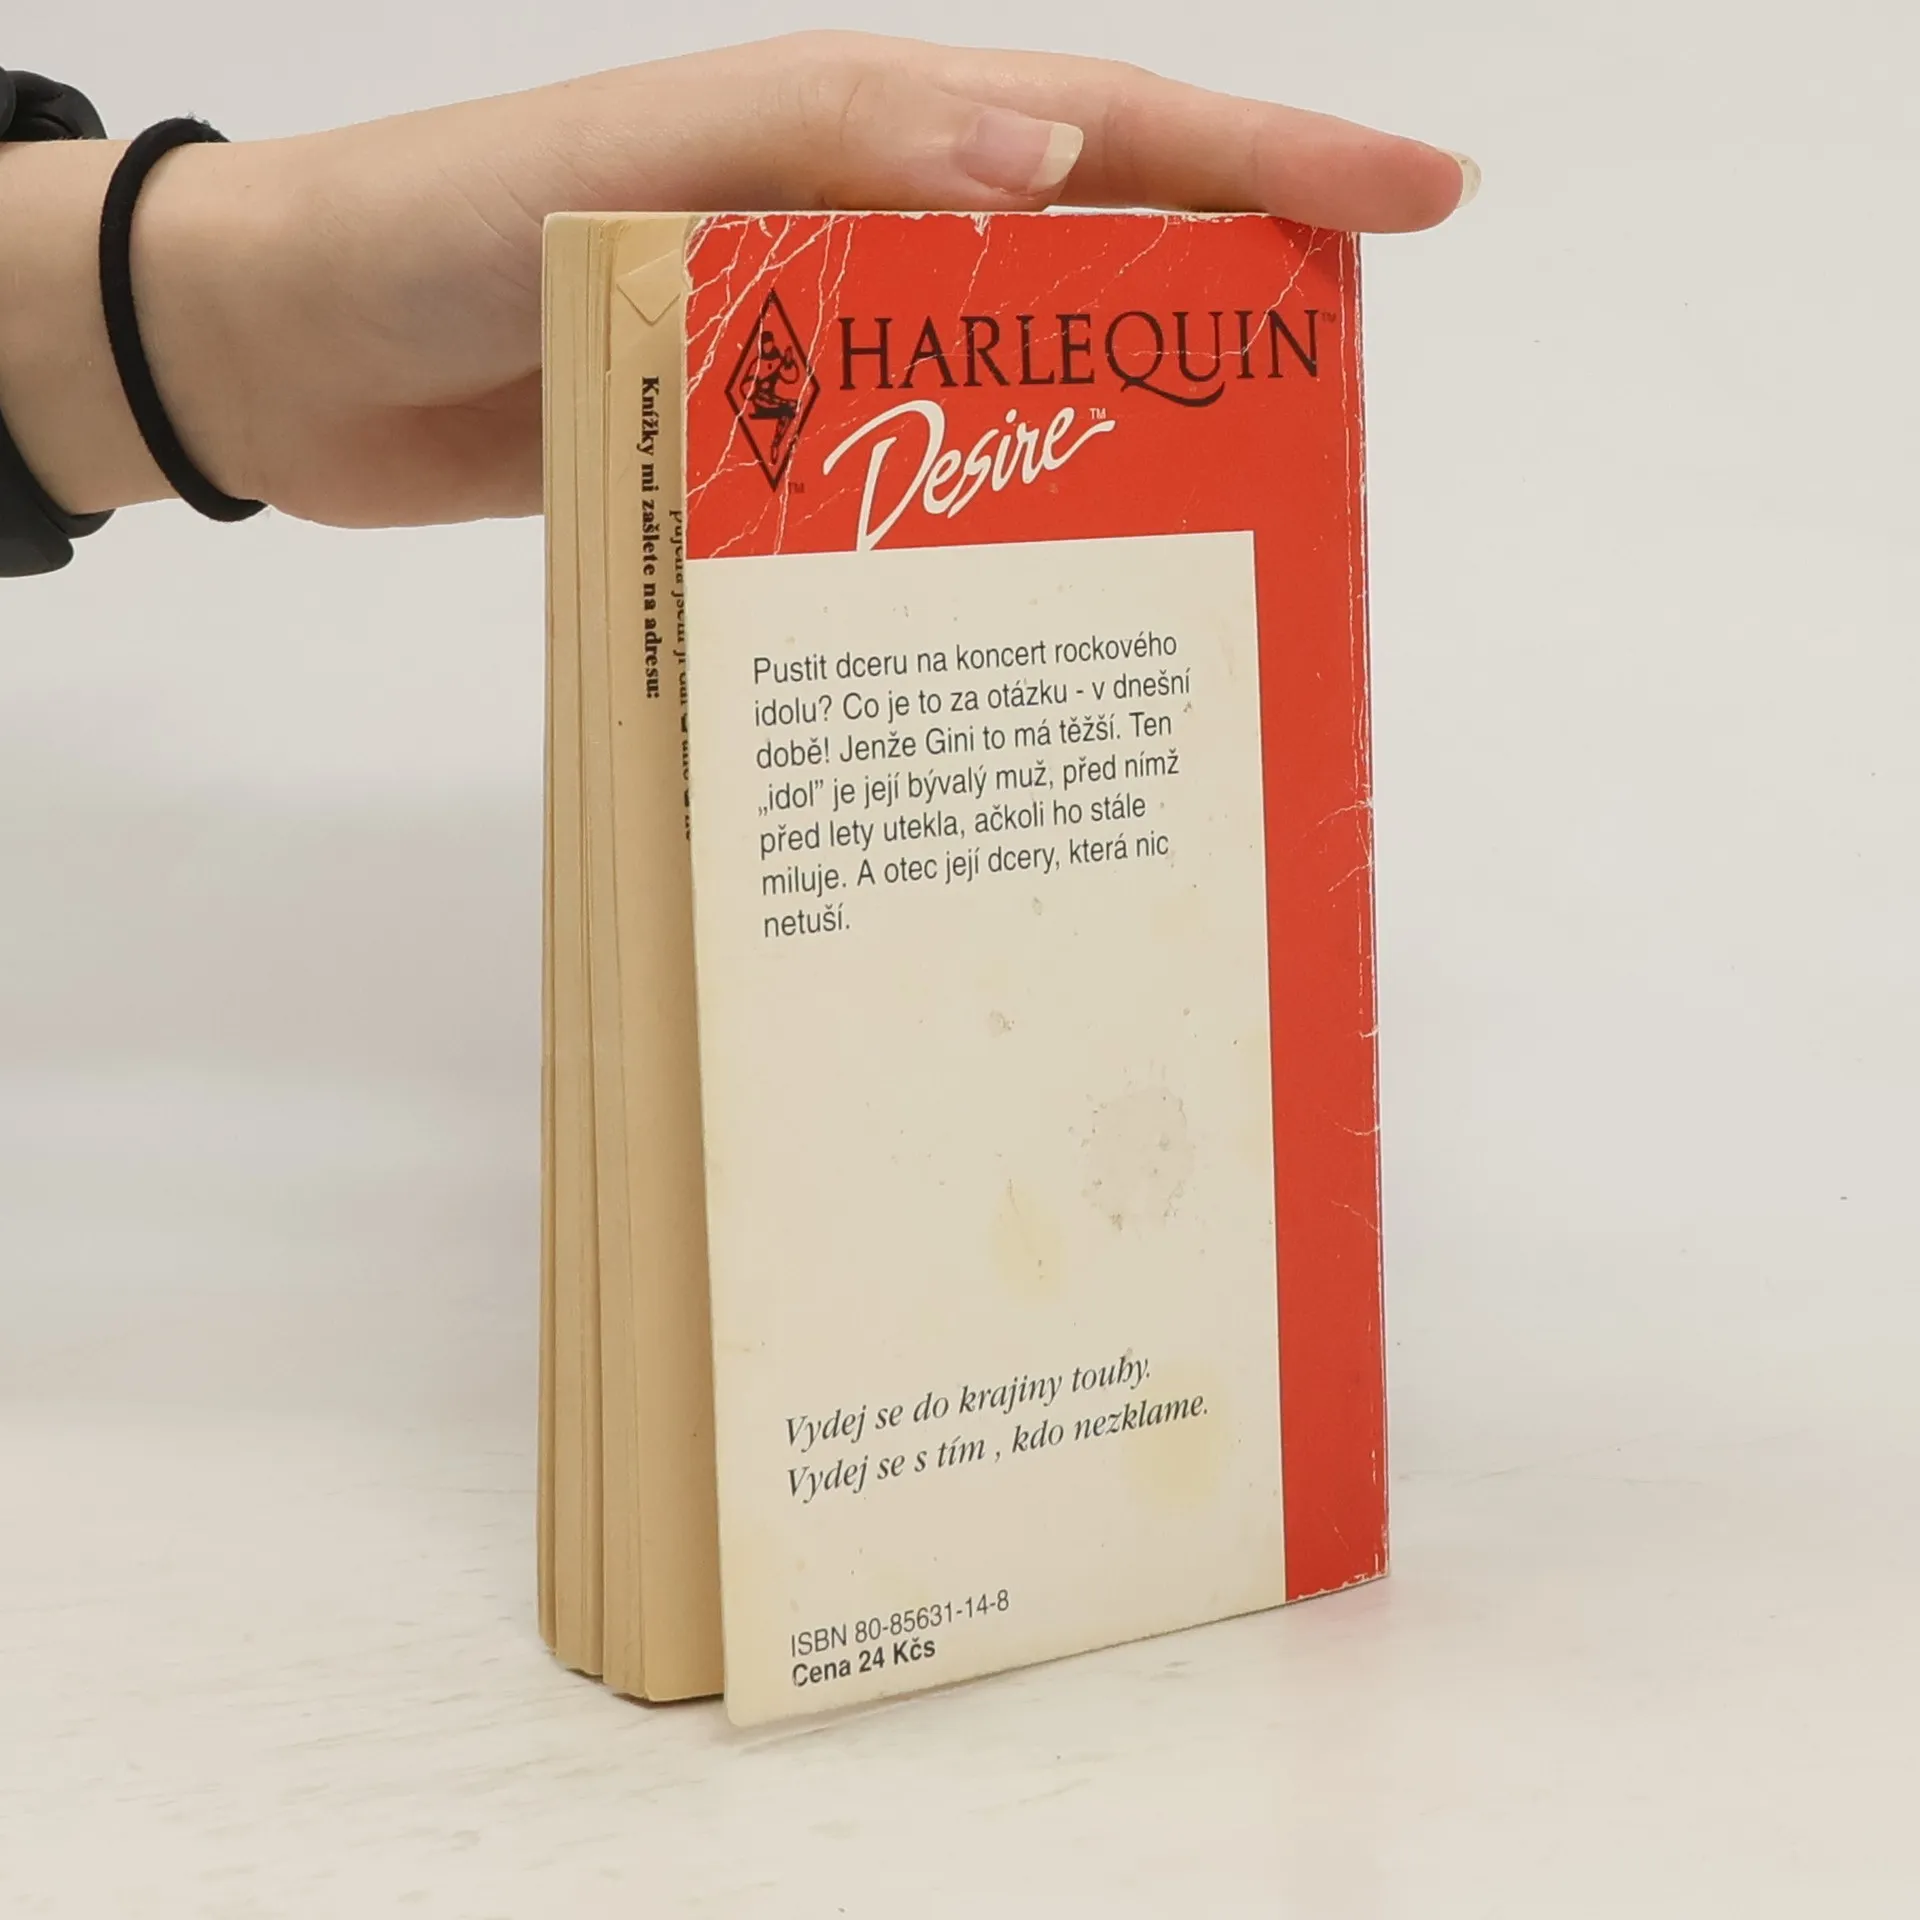 HARLEQUIN™
Desire™
TM
Pustit dceru na koncert rockového
idolu? Co je to za otázku - v dnešní
době! Jenže Gini to má těžší. Ten
„idol” je její bývalý muž, před nímž
před lety utekla, ačkoli ho stále
miluje. A otec její dcery, která nic
netuší.
Vydej se do krajiny touhy.
Vydej se s tím , kdo nezklame.
ISBN 80-85631-14-8
Cena 24 Kčs
Knížky mi zašlete na adresu: